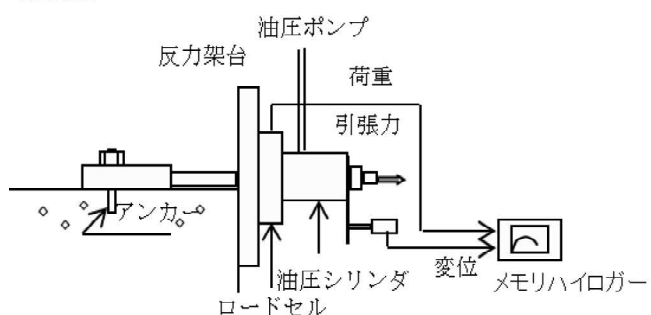 油圧ポンプ
反力架台
荷重
引張力
アンカー
変位
油圧シリンダ
メモリハイロガー
ロードセル